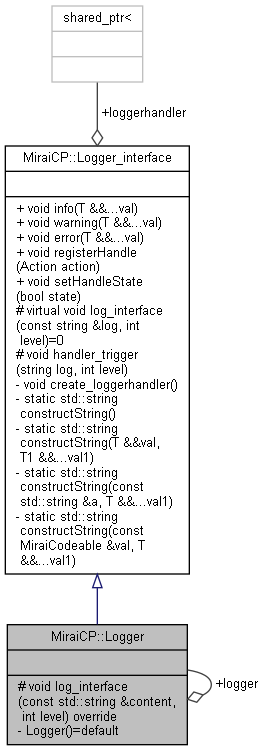 shared_ptr<
+loggerhandler
MiraiCP::Logger_interface
+ void info(T &&...val)
+ void warning(T &&...val)
+ void error(T &&...val)
+ void registerHandle
(Action action)
+ void setHandleState
(bool state)
# virtual void log_interface
(const string &log, int
level)=0
# void handler_trigger
(string log, int level)
- void create_loggerhandler()
- static std::string
constructString()
- static std::string
constructString(T &&val,
T1 &&...val1)
- static std::string
constructString(const
std::string &a, T &&...val1)
- static std::string
constructString(const
MiraiCodeable &val, T
&&...val1)
MiraiCP::Logger
+logger
# void log_interface
(const std::string &content,
int level) override
- Logger()=default